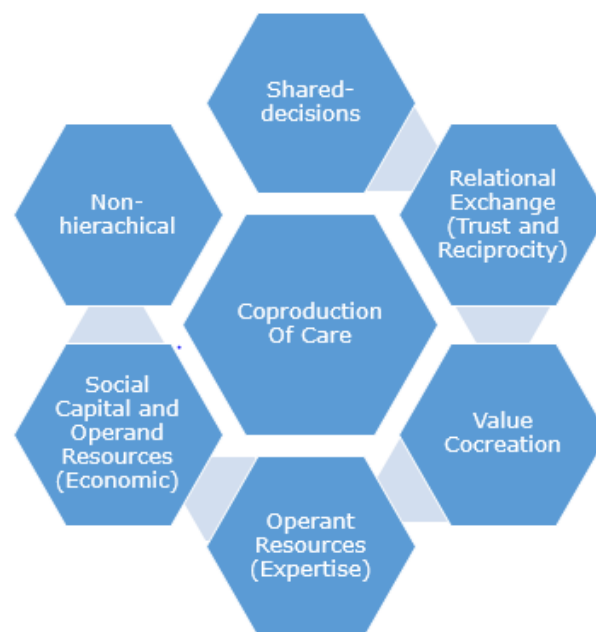 Shared-
decisions
Relational
Exchange
(Trust and
Reciprocity)
Value
Cocreation
Operant
Resources
(Expertise)
Social
Capital and
Operand
Resources
(Economic)
Non-
hierachical
Coproduction
Of Care